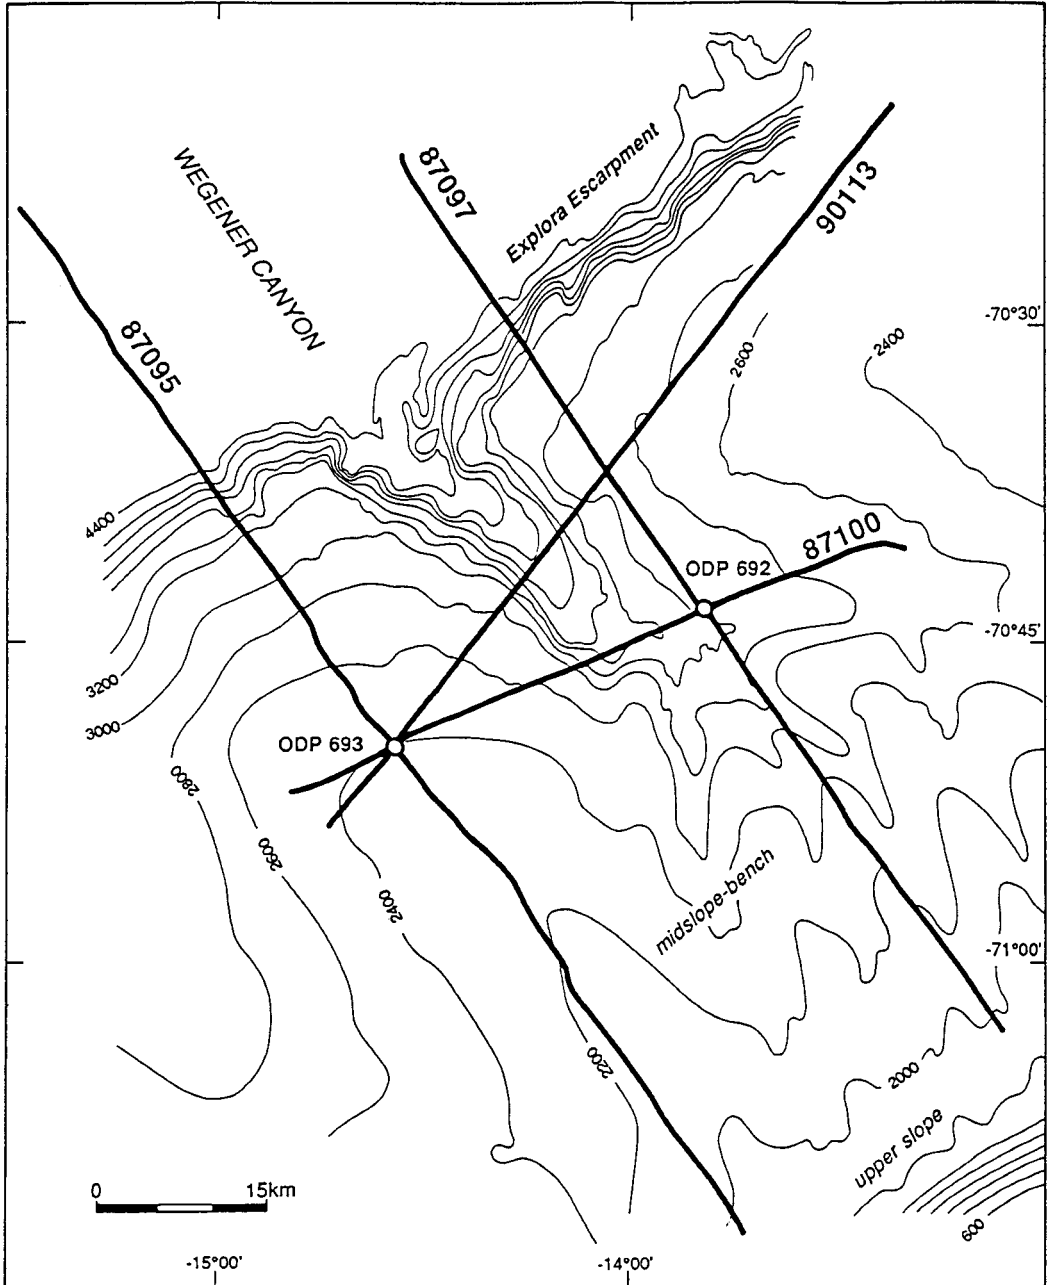 87097
Explora Escarpment
90113
WEGENER CANYON
-70°30'
87095
2600
2400
4400
87100
ODP 692
-70°45'
3200
3000
ODP 693
2800
2600
2400
midslope-bench
-71°00'
2200
2000
upper slope
0 15km
600
-15°00'
-14°00'